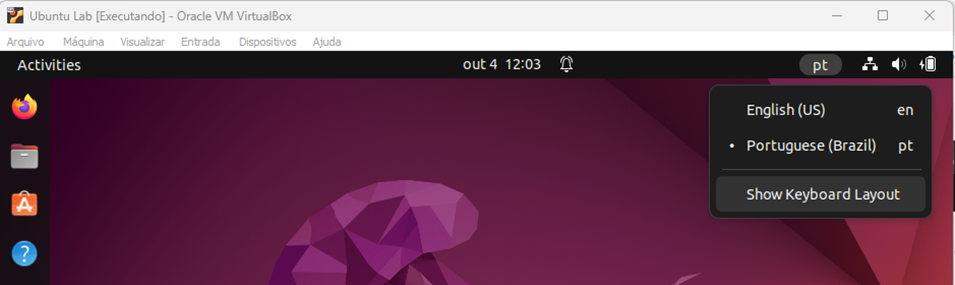 Ubuntu Lab [Executando] - Oracle VM VirtualBox
Arquivo Máquina Visualizar Entrada Dispositivos Ajuda
Activities out 4 12:03 pt
English (US) en
• Portuguese (Brazil) pt
Show Keyboard Layout